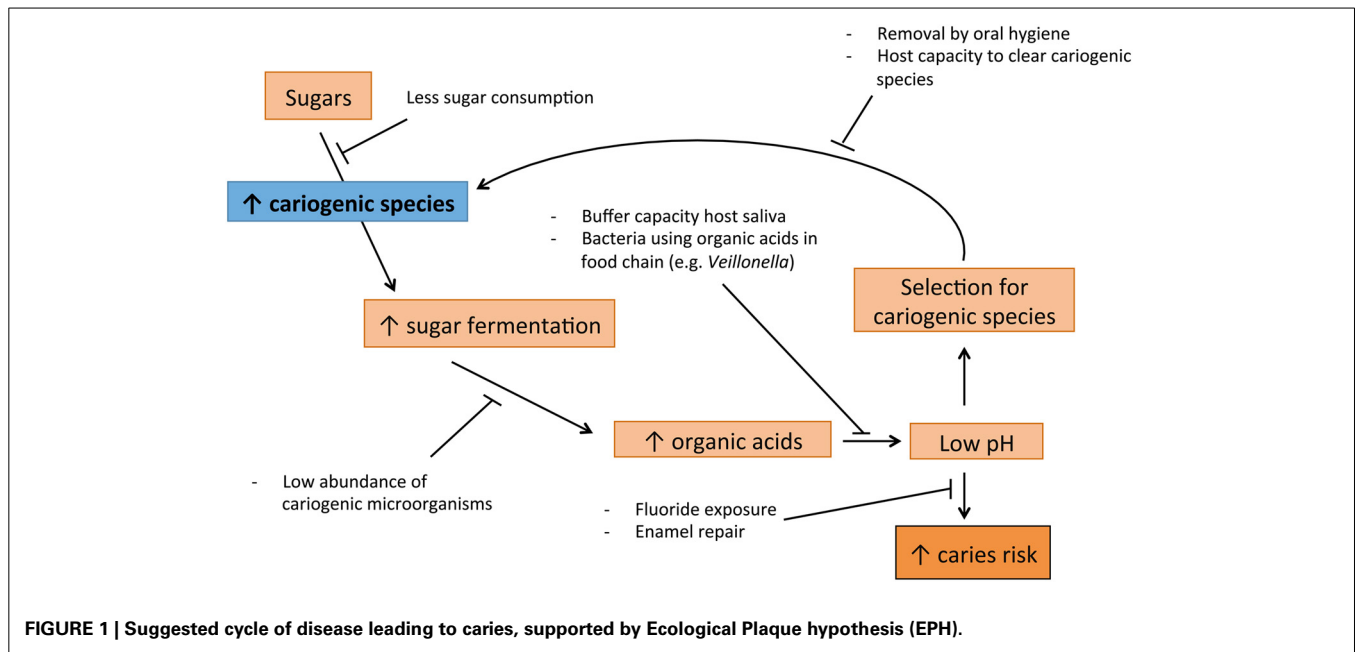 - Removal by oral hygiene
- Host capacity to clear cariogenic
species
Sugars
Less sugar consumption
↑ cariogenic species
- Buffer capacity host saliva
- Bacteria using organic acids in
food chain (e.g. Veillonella)
Selection for
cariogenic species
↑ sugar fermentation
↑ organic acids
Low pH
- Low abundance of
cariogenic microorganisms
- Fluoride exposure
- Enamel repair
↑ caries risk
FIGURE 1 | Suggested cycle of disease leading to caries, supported by Ecological Plaque hypothesis (EPH).